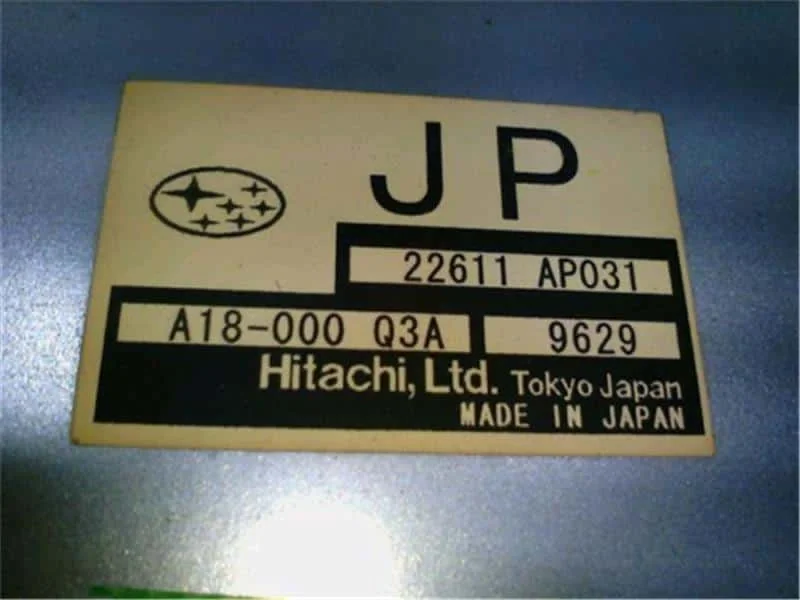 JP
22611 AP031
A18-000 Q3A 9629
Hitachi, Ltd. Tokyo Japan
MADE IN JAPAN